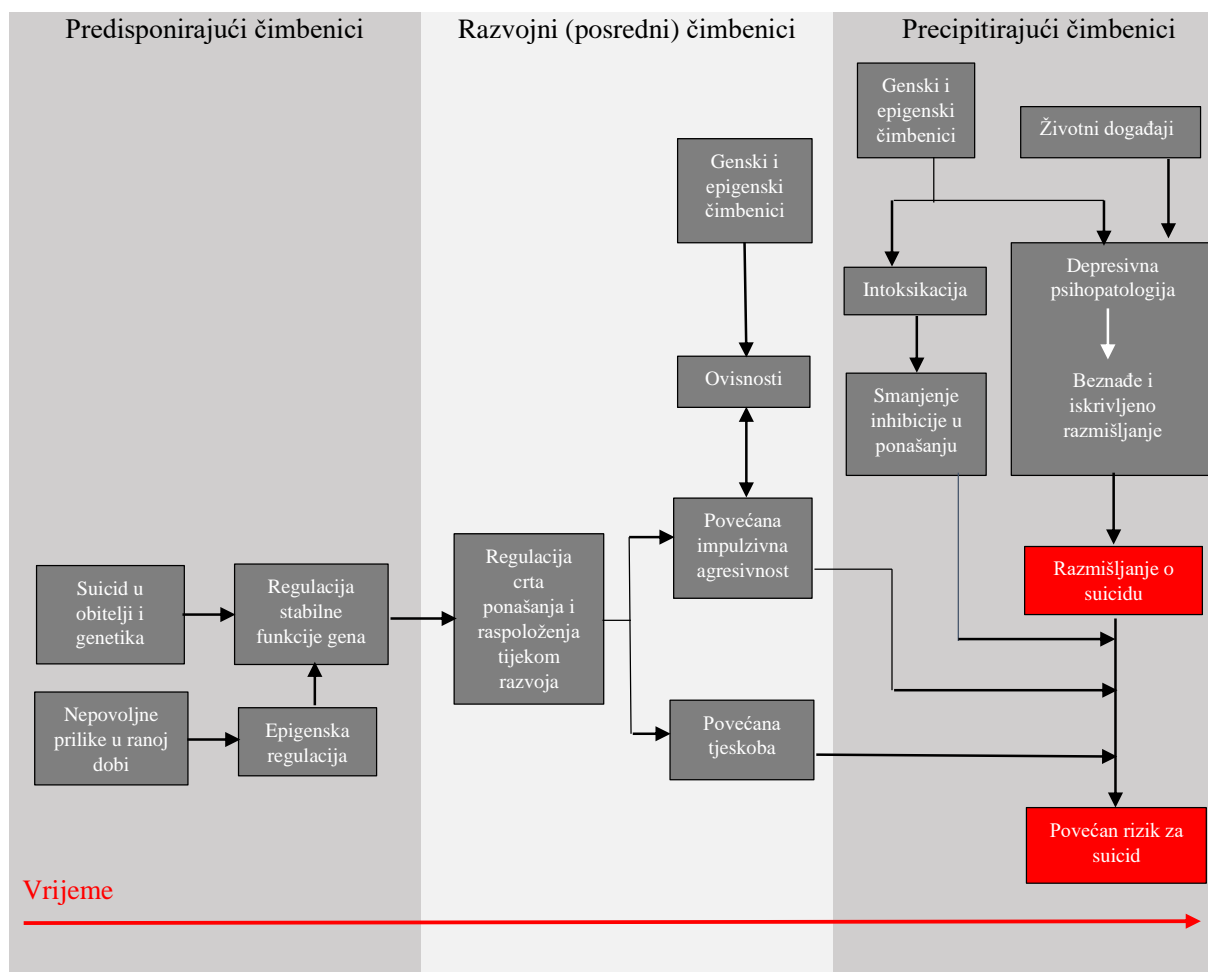 Predisponirajući čimbenici
Razvojni (posredni) čimbenici
Precipitirajući čimbenici
Suicid u
obitelji i
genetika
Regulacija
stabilne
funkcije gena
Nepovoljne
prilike u ranoj
dobi
Epigenska
regulacija
Genski i
epigenski
čimbenici
Ovisnosti
Povećana
impulzivna
agresivnost
Regulacija
crta
ponašanja i
raspoloženja
tijekom
razvoja
Povećana
tjeskoba
Genski i
epigenski
čimbenici
Životni događaji
Intoksikacija
Depresivna
psihopatologija
Smanjenje
inhibicije u
ponašanju
Beznađe i
iskrivljeno
razmišljanje
Razmišljanje o
suicidu
Povećan rizik za
suicid
Vrijeme